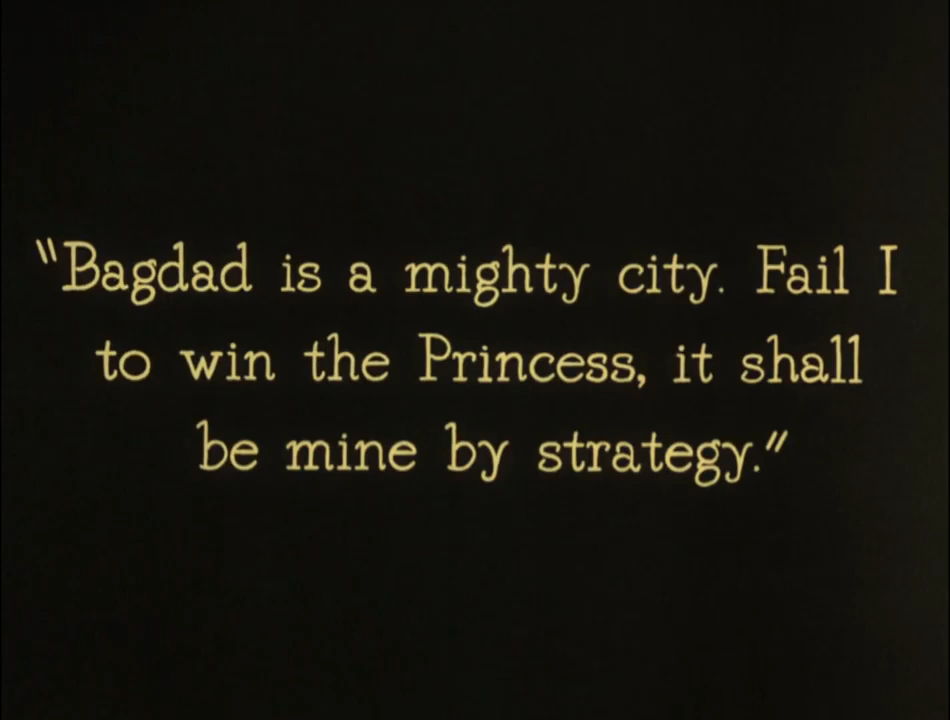 "Bagdad is a mighty city. Fail I
to win the Princess, it shall
be mine by strategy."